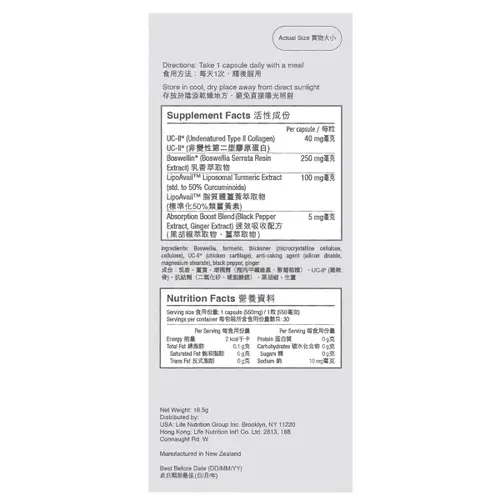 Actual Size 實物大小
Directions: Take 1 capsule daily with a meal
食用方法：每天1次，隨後服用
Store in cool, dry place away from direct sunlight
存放於陰涼乾燥地方，避免直接陽光照射
Supplement Facts 活性成份
Per capsule / 每粒
UC-II® (Undenatured Type II Collagen) 40 mg毫克
UC-II® (非變性第二型膠原蛋白)
Boswellin® (Boswellia Serrata Resin 250 mg毫克
Extract) 乳香萃取物
LipoAvail™ Liposomal Turmeric Extract 100 mg毫克
(std. to 50% Curcuminoids)
LipoAvail™ 脂質體薑黃萃取物
(標準化50%類薑黃素)
Absorption Boost Blend (Black Pepper 5 mg毫克
Extract, Ginger Extract) 速效吸收配方
(黑胡椒萃取物、薑萃取物)
Ingredients: Boswellia, turmeric, thickener (microcrystalline cellulose,
cellulose), UC-II® (chicken cartilage), anti-caking agent (silicon dioxide,
magnesium stearate), black pepper, ginger
Nutrition Facts 營養資料
Serving size 食用份量: 1 capsule (550mg) / 1粒 (550毫克)
Servings per container 每包裝所含食用份量數目: 30
Per Serving 每食用份量 Per Serving 每食用份量
Energy 能量 2 kcal千卡 Protein 蛋白質 0 g克
Total Fat 總脂肪 0.1 g克 Carbohydrates 碳水化合物 0 g克
Saturated Fat 飽和脂肪 0 g克 Sugars 糖 0 g克
Trans Fat 反式脂肪 0 g克 Sodium 鈉 10 mg毫克
Net Weight: 16.5g
Distributed by:
USA: Life Nutrition Group Inc. Brooklyn, NY 11220
Hong Kong: Life Nutrition Int'l Co. Ltd. 2813, 188
Connaught Rd. W
Manufactured in New Zealand
Best Before Date (DD/MM/YY)
此日期前最佳 (日/月/年)